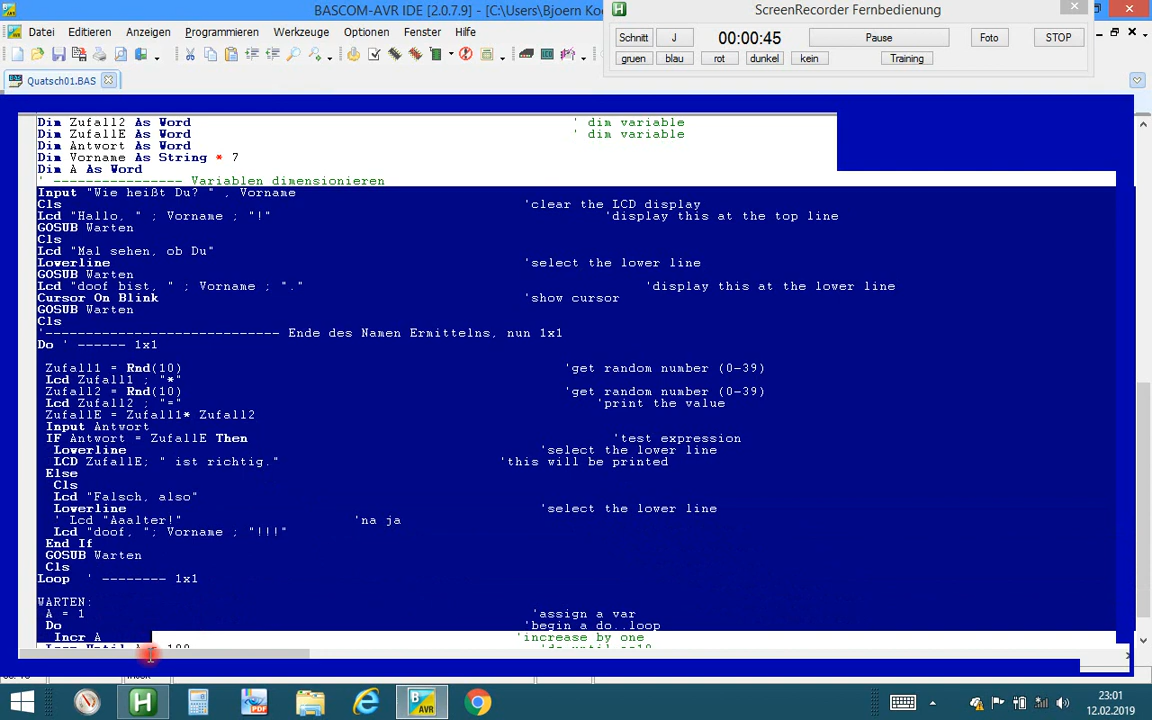 BASCOM-AVR IDE [2.0.7.9] - [C:\Users\Bjoern Ko
ScreenRecorder Fernbedienung
Datei Bearbeiten Editieren Anzeigen Programmieren Werkzeuge Optionen Fenster Hilfe
Schnitt J 00:00:45 Pause Foto STOP
gruen blau rot dunkel kein Training
Quatsch01.BAS
Dim Zufall2 As Word ' dim variable
Dim ZufallE As Word ' dim variable
Dim Antwort As Word
Dim Vorname As String * 7
Dim A As Word
' ---------------- Variablen dimensionieren
Input "Wie heißt Du? " , Vorname
Cls 'clear the LCD display
Lcd "Hallo, " ; Vorname ; "!" 'display this at the top line
GOSUB Warten
Cls
Lcd "Mal sehen, ob Du"
Lowerline 'select the lower line
GOSUB Warten
Lcd "doof bist, " ; Vorname ; "." 'display this at the lower line
Cursor On Blink 'show cursor
GOSUB Warten
Cls
'----------------------------- Ende des Namen Ermittelns, nun 1x1
Do ' ------ 1x1
Zufall1 = Rnd(10) 'get random number (0-39)
Lcd Zufall1 ; "*"
Zufall2 = Rnd(10) 'get random number (0-39)
Lcd Zufall2 ; "=" 'print the value
ZufallE = Zufall1* Zufall2
Input Antwort
IF Antwort = ZufallE Then 'test expression
Lowerline 'select the lower line
LCD ZufallE; " ist richtig." 'this will be printed
Else
Cls
Lcd "Falsch, also"
Lowerline 'select the lower line
' Lcd "Aaalter!" 'na ja
Lcd "doof, "; Vorname ; "!!!"
End If
GOSUB Warten
Cls
Loop ' -------- 1x1
WARTEN:
A = 1 'assign a var
Do 'begin a do..loop
Incr A 'increase by one
23:01
12.02.2019